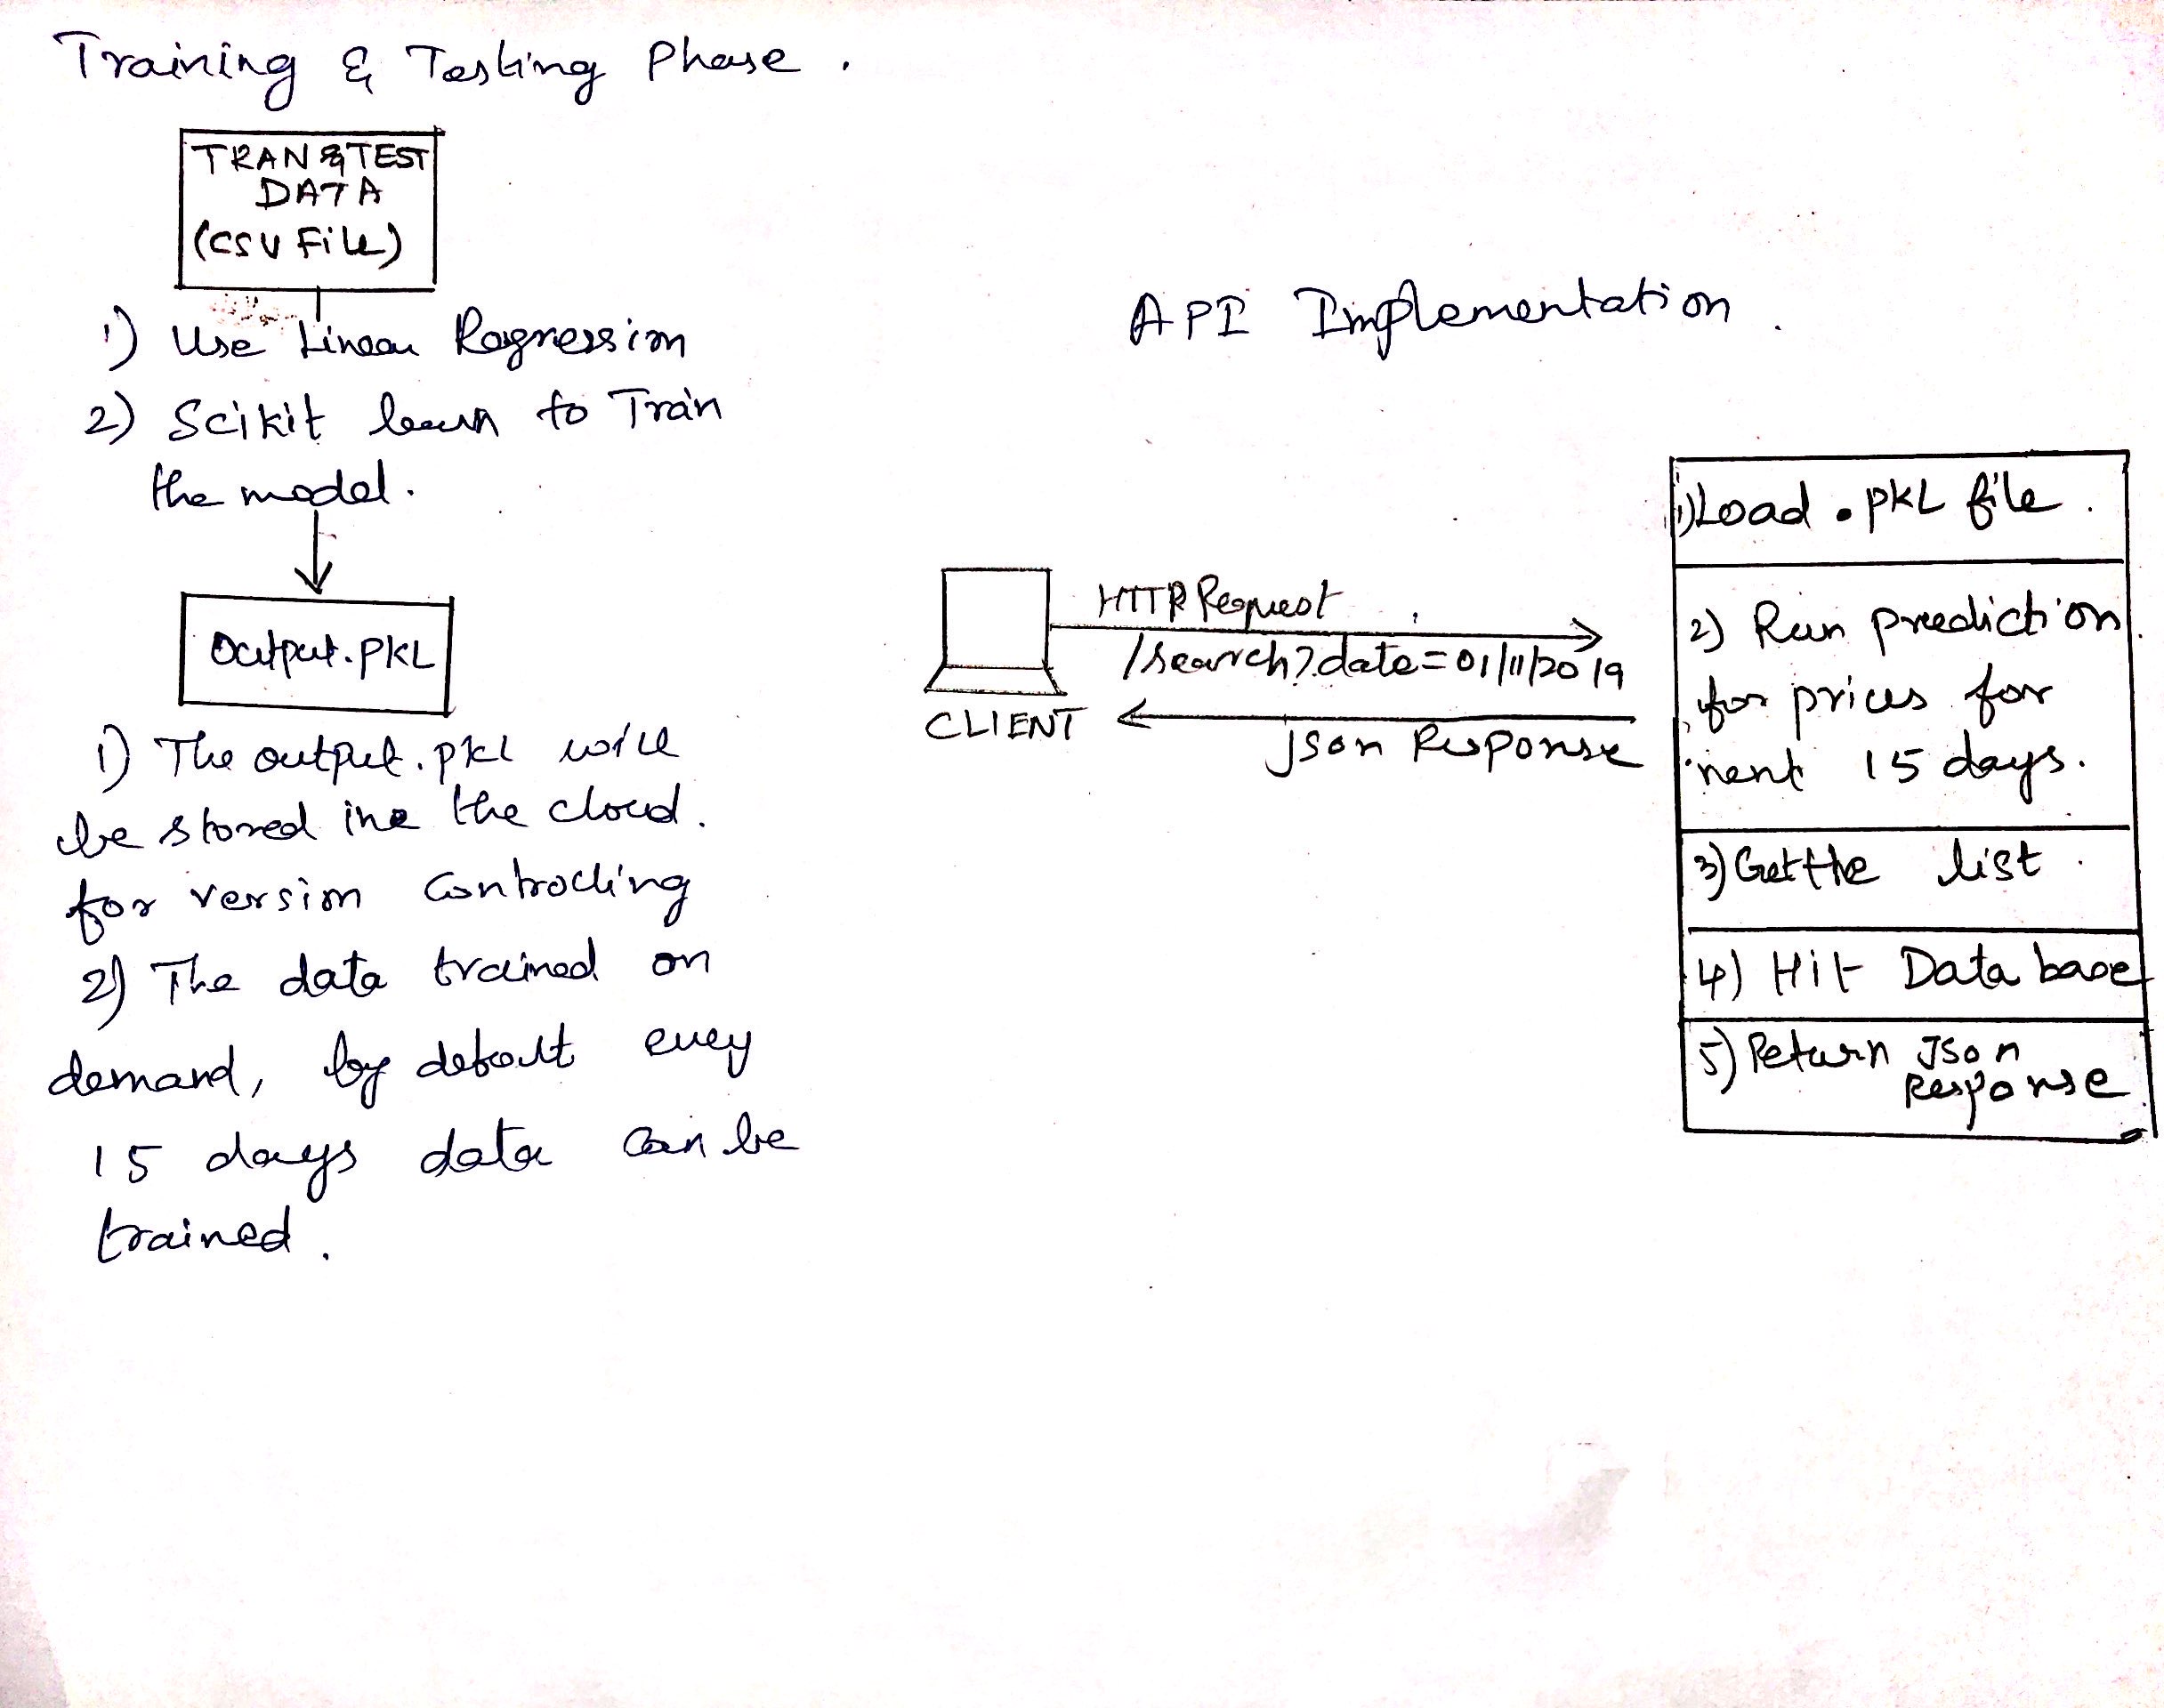 Training & Testing Phase.
TRAN & TEST
DATA
(CSV File)
1) Use Linear Regression
2) Scikit learn to Train
the model.
Output.PKL
1) The output.pkl will
be stored in the cloud.
for version Controlling
2) The data trained on
demand, by default evey
15 days data can be
trained.
API Implementation.
HTTP Request
/search?date=01/11/2019
CLIENT
Json Response
1) Load .pkL file.
2) Run prediction
for prices for
next 15 days.
3) Get the list.
4) Hit Data base
5) Return Json
Response